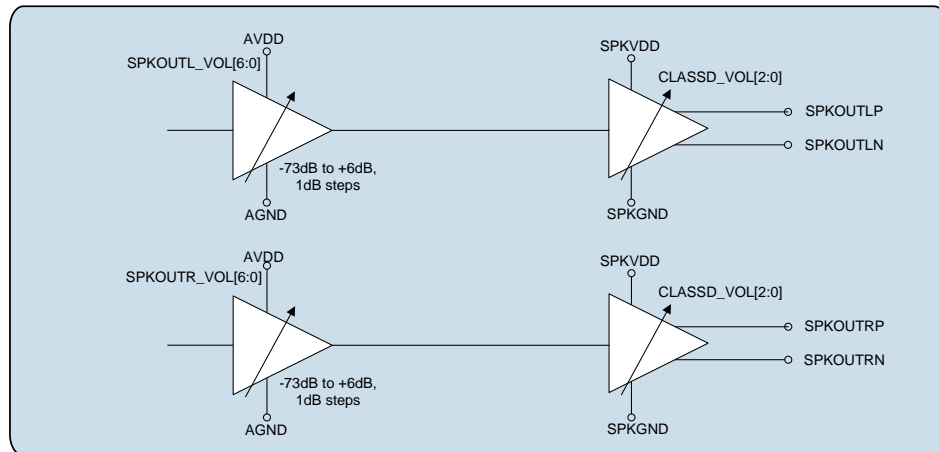 AVDD
SPKVDD
SPKOUTL_VOL[6:0]
CLASSD_VOL[2:0]
SPKOUTLP
SPKOUTLN
-73dB to +6dB,
1dB steps
AGND
SPKGND
AVDD
SPKVDD
SPKOUTR_VOL[6:0]
CLASSD_VOL[2:0]
SPKOUTRP
SPKOUTRN
-73dB to +6dB,
1dB steps
AGND
SPKGND